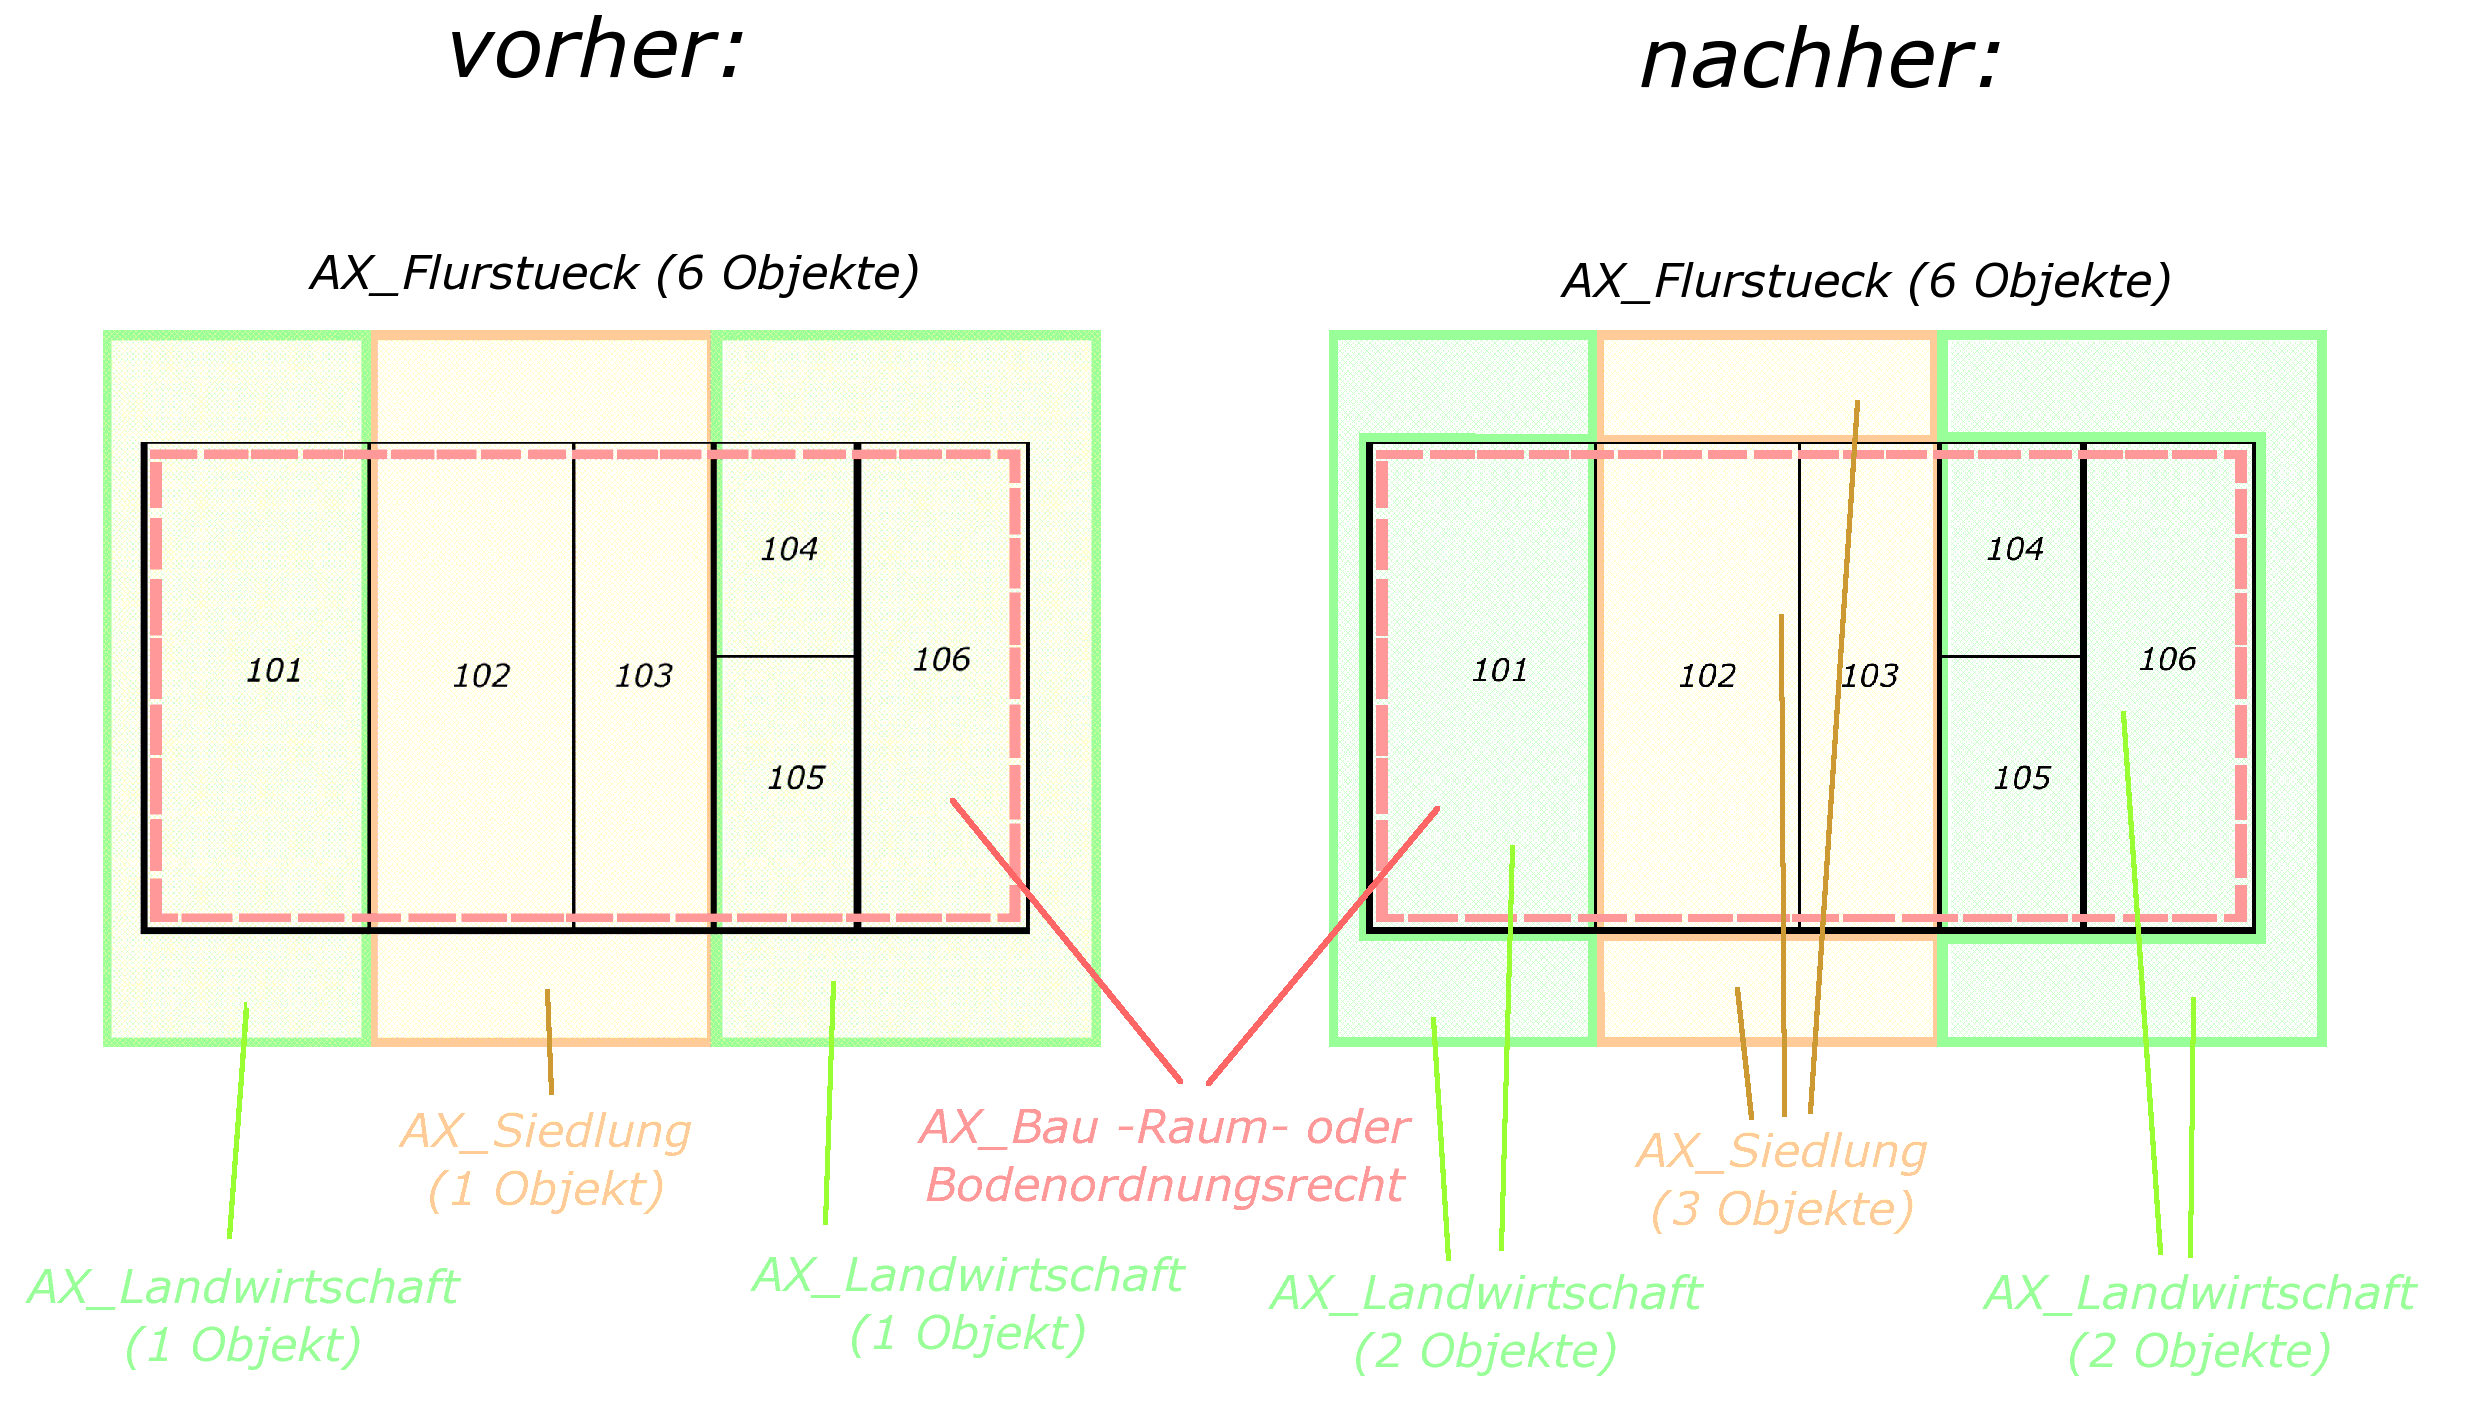 vorher:
nachher:
AX_Flurstueck (6 Objekte)
AX_Flurstueck (6 Objekte)
101
102
103
104
105
106
101
102
103
104
105
106
AX_Siedlung
(1 Objekt)
AX_Bau -Raum- oder
Bodenordnungsrecht
AX_Siedlung
(3 Objekte)
AX_Landwirtschaft
(1 Objekt)
AX_Landwirtschaft
(1 Objekt)
AX_Landwirtschaft
(2 Objekte)
AX_Landwirtschaft
(2 Objekte)